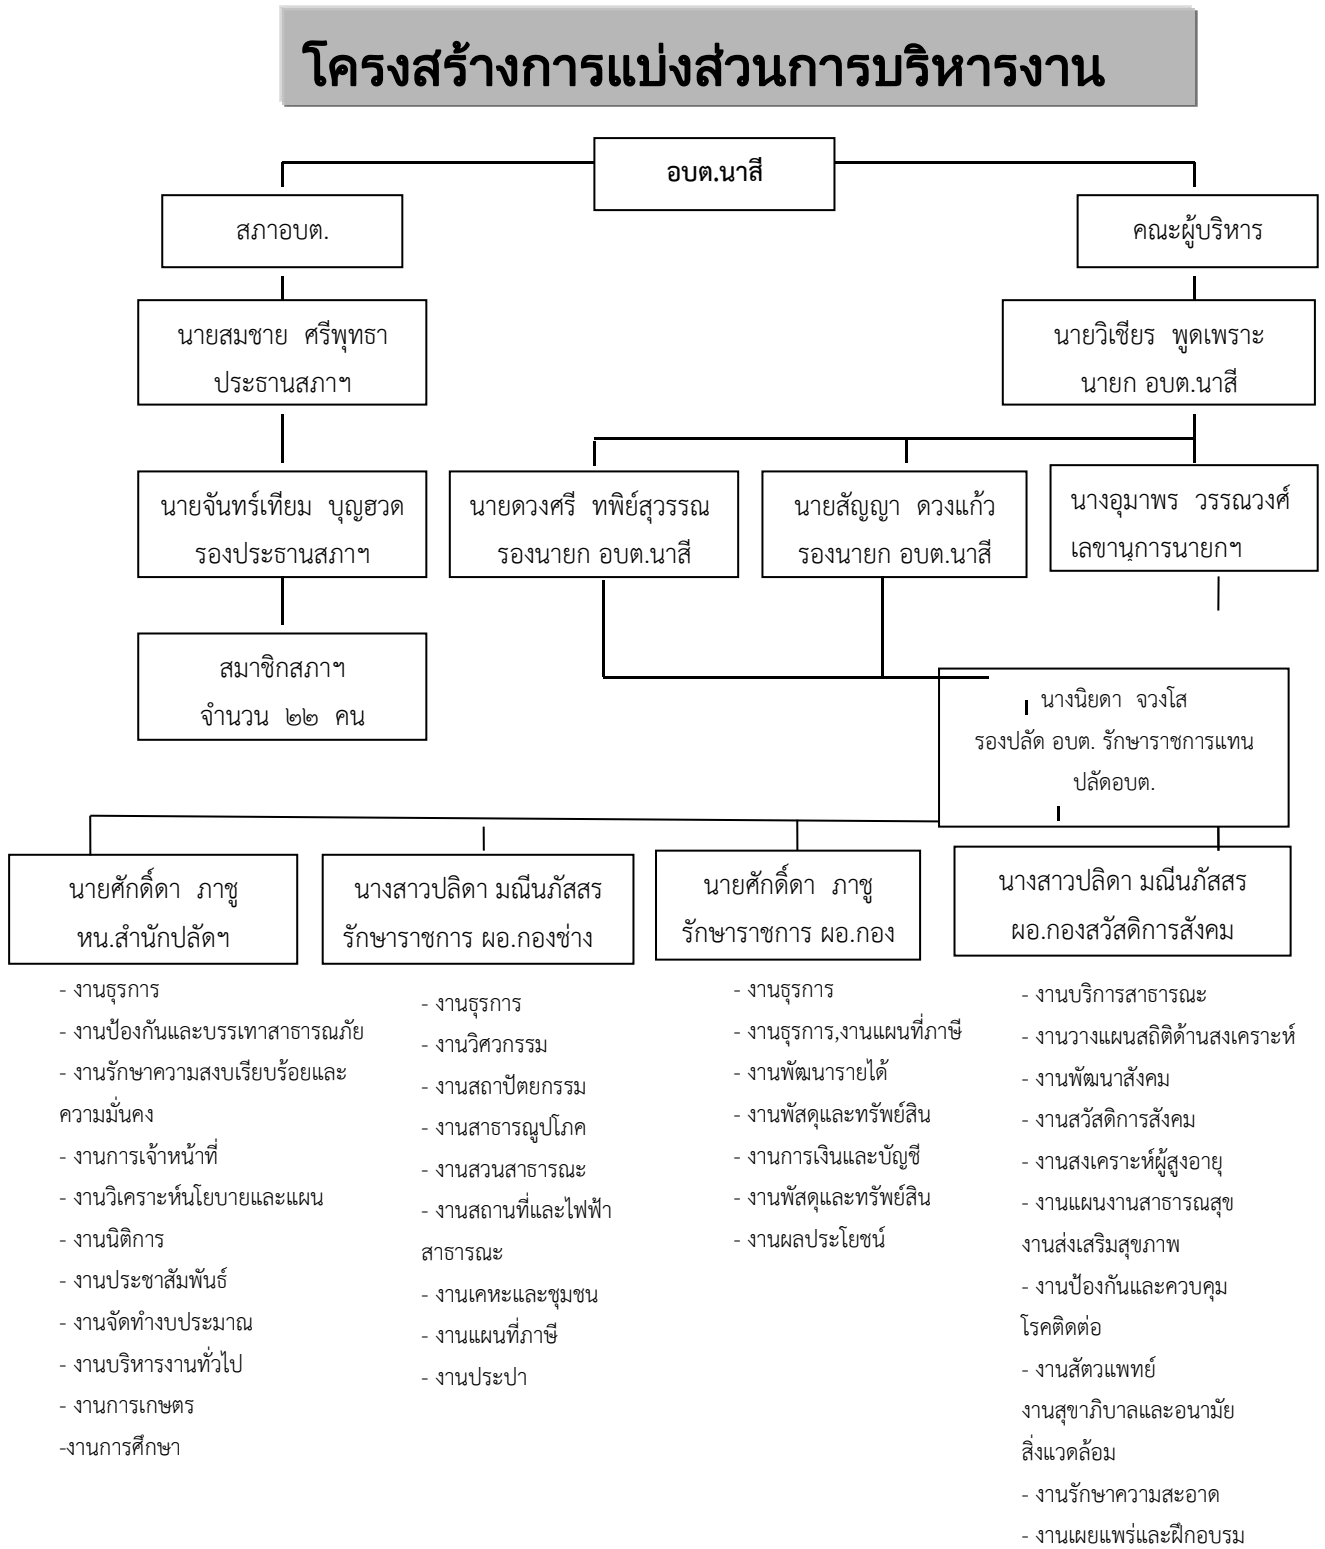 โครงสร้างการแบ่งส่วนการบริหารงาน
อบต.นาสี
สภาอบต.
คณะผู้บริหาร
นายสมชาย ศรีพุทธา
ประธานสภาฯ
นายวิเชียร พูดเพราะ
นายก อบต.นาสี
นายจันทร์เทียม บุญฮวด
รองประธานสภาฯ
นายดวงศรี ทพิย์สุวรรณ
รองนายก อบต.นาสี
นายสัญญา ดวงแก้ว
รองนายก อบต.นาสี
นางอุมาพร วรรณวงศ์
เลขานุการนายกฯ
สมาชิกสภาฯ
จำนวน ๒๒ คน
นางนิยดา จวงโส
รองปลัด อบต. รักษาราชการแทน
ปลัดอบต.
นายศักดิ์ดา ภาชู
หน.สำนักปลัดฯ
- งานธุรการ
- งานป้องกันและบรรเทาสาธารณภัย
- งานรักษาความสงบเรียบร้อยและ
ความมั่นคง
- งานการเจ้าหน้าที่
- งานวิเคราะห์นโยบายและแผน
- งานนิติการ
- งานประชาสัมพันธ์
- งานจัดทำงบประมาณ
- งานบริหารงานทั่วไป
- งานการเกษตร
-งานการศึกษา
นางสาวปลิดา มณีนภัสสร
รักษาราชการ ผอ.กองช่าง
- งานธุรการ
- งานวิศวกรรม
- งานสถาปัตยกรรม
- งานสาธารณูปโภค
- งานสวนสาธารณะ
- งานสถานที่และไฟฟ้า
สาธารณะ
- งานเคหะและชุมชน
- งานแผนที่ภาษี
- งานประปา
นายศักดิ์ดา ภาชู
รักษาราชการ ผอ.กอง
- งานธุรการ
- งานธุรการ,งานแผนที่ภาษี
- งานพัฒนารายได้
- งานพัสดุและทรัพย์สิน
- งานการเงินและบัญชี
- งานพัสดุและทรัพย์สิน
- งานผลประโยชน์
นางสาวปลิดา มณีนภัสสร
ผอ.กองสวัสดิการสังคม
- งานบริการสาธารณะ
- งานวางแผนสถิติด้านสงเคราะห์
- งานพัฒนาสังคม
- งานสวัสดิการสังคม
- งานสงเคราะห์ผู้สูงอายุ
- งานแผนงานสาธารณสุข
งานส่งเสริมสุขภาพ
- งานป้องกันและควบคุม
โรคติดต่อ
- งานสัตวแพทย์
งานสุขาภิบาลและอนามัย
สิ่งแวดล้อม
- งานรักษาความสะอาด
- งานเผยแพร่และฝึกอบรม